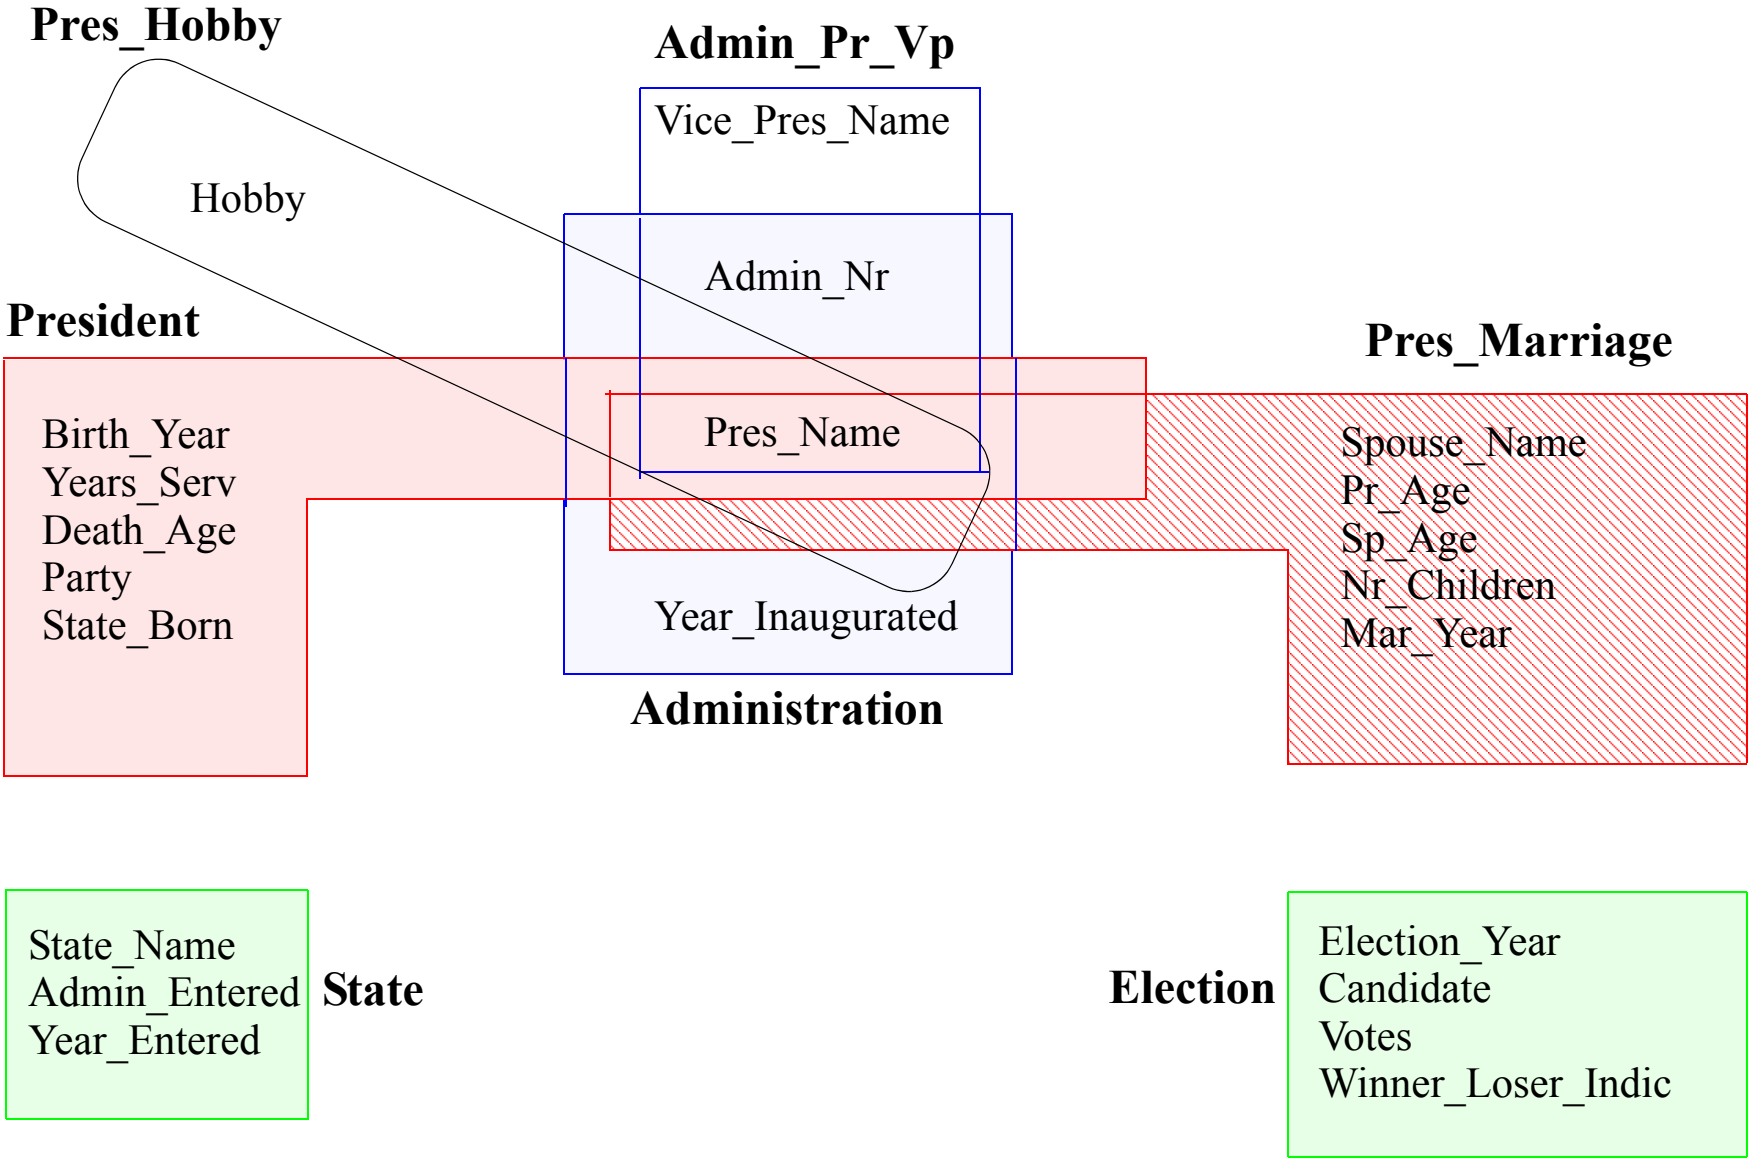 Pres_Hobby
Admin_Pr_Vp
Vice_Pres_Name
Hobby
Admin_Nr
President
Pres_Marriage
Pres_Name
Birth_Year
Years_Serv
Death_Age
Party
State_Born
Spouse_Name
Pr_Age
Sp_Age
Nr_Children
Mar_Year
Year_Inaugurated
Administration
State_Name
Admin_Entered
Year_Entered
State
Election
Election_Year
Candidate
Votes
Winner_Loser_Indic